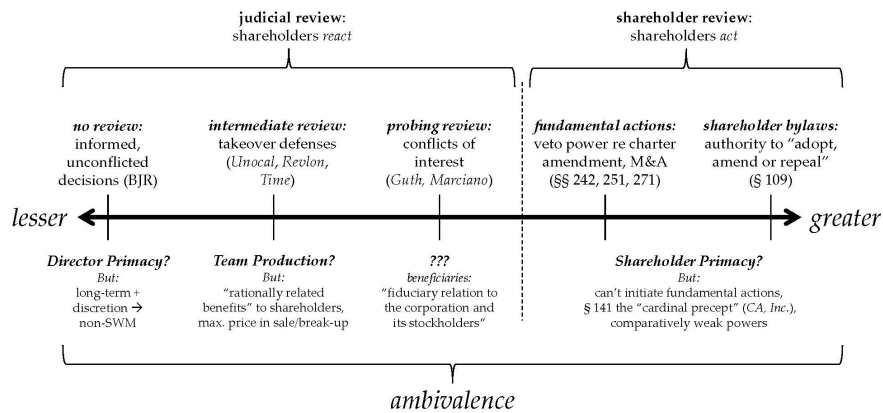 judicial review:
shareholders react
shareholder review:
shareholders act
no review:
informed,
unconflicted
decisions (BJR)
intermediate review:
takeover defenses
(Unocal, Revlon,
Time)
probing review:
conflicts of
interest
(Guth, Marciano)
fundamental actions:
veto power re charter
amendment, M&A
(§§ 242, 251, 271)
shareholder bylaws:
authority to “adopt,
amend or repeal”
(§ 109)
lesser
greater
Director Primacy?
But:
long-term +
discretion →
non-SWM
Team Production?
But:
“rationally related
benefits” to shareholders,
max. price in sale/break-up
???
beneficiaries:
“fiduciary relation to
the corporation and
its stockholders”
Shareholder Primacy?
But:
can’t initiate fundamental actions,
§ 141 the “cardinal precept” (CA, Inc.),
comparatively weak powers
ambivalence